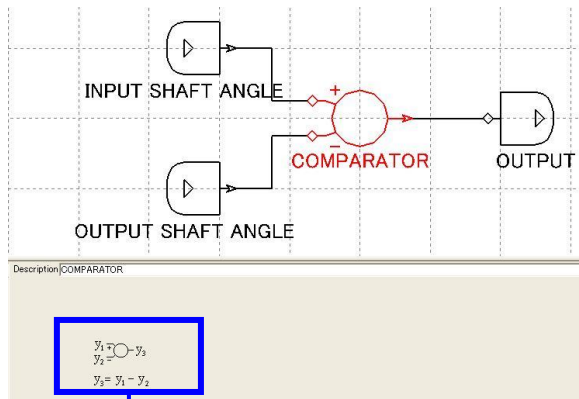 INPUT SHAFT ANGLE
+
−
COMPARATOR
OUTPUT
OUTPUT SHAFT ANGLE
Description COMPARATOR
y₁ + y₃
y₂ −
y₃= y₁ − y₂